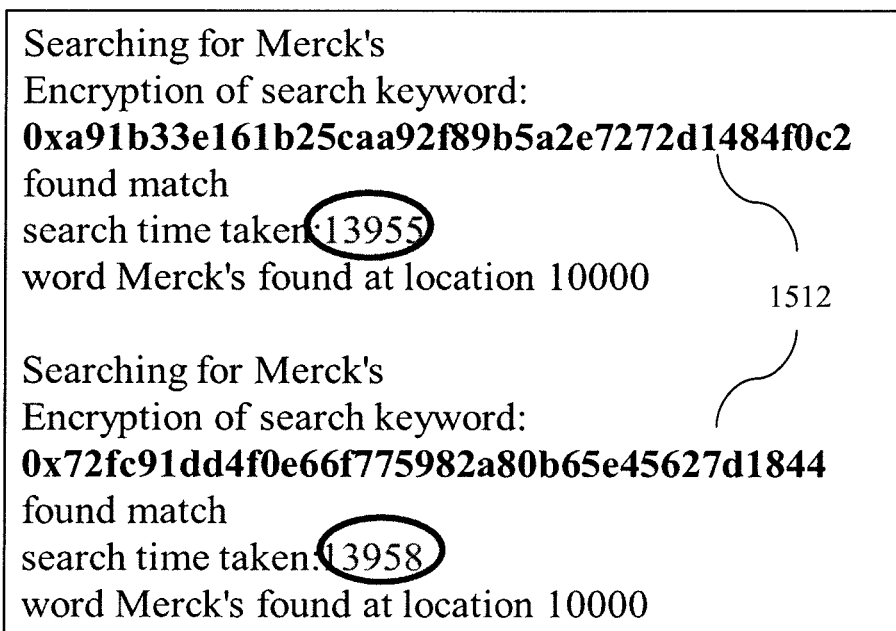 Searching for Merck's
Encryption of search keyword:
0xa91b33e161b25caa92f89b5a2e7272d1484f0c2
found match
search time taken:13955
word Merck's found at location 10000
1512
Searching for Merck's
Encryption of search keyword:
0x72fc91dd4f0e66f775982a80b65e45627d1844
found match
search time taken:13958
word Merck's found at location 10000